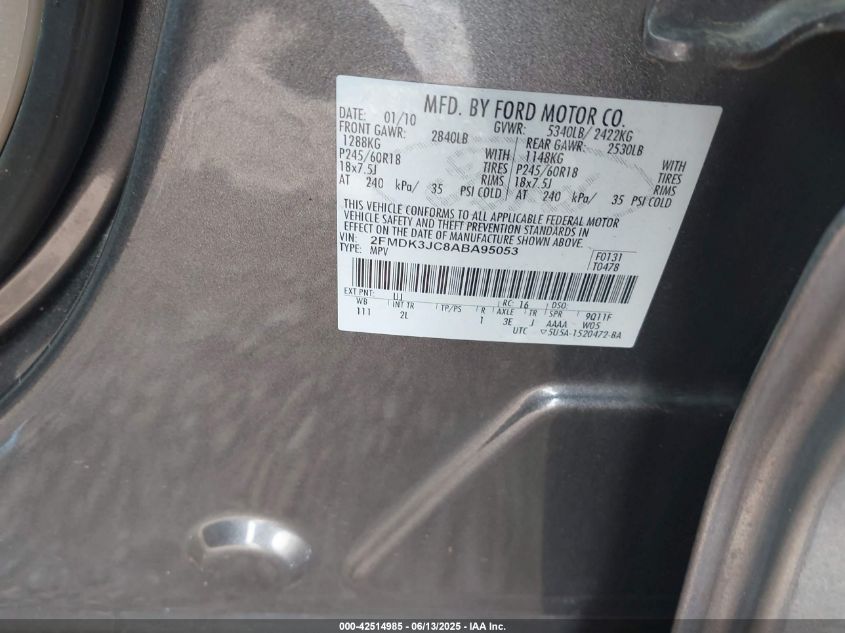 MFD. BY FORD MOTOR CO.
DATE: 01/10 GVWR: 5340LB/ 2422KG
FRONT GAWR: 2840LB REAR GAWR: 2530LB
1288KG WITH 1148KG WITH
P245/60R18 TIRES P245/60R18 TIRES
18x7.5J RIMS 18x7.5J RIMS
AT 240 kPa/ 35 PSI COLD AT 240 kPa/ 35 PSI COLD
THIS VEHICLE CONFORMS TO ALL APPLICABLE FEDERAL MOTOR
VEHICLE SAFETY AND THEFT PREVENTION STANDARDS IN
EFFECT ON THE DATE OF MANUFACTURE SHOWN ABOVE.
VIN: 2FMDK3JC8ABA95053 F0131
TYPE: MPV T0478
EXT PNT: UJ RC: 16 DSO:
WB INT TR TP/PS R AXLE TR SPR 9Q11F
111 2L 1 3E J AAAA W05
UTC 5U5A-1520472-BA
000-42514985 - 06/13/2025 - IAA Inc.